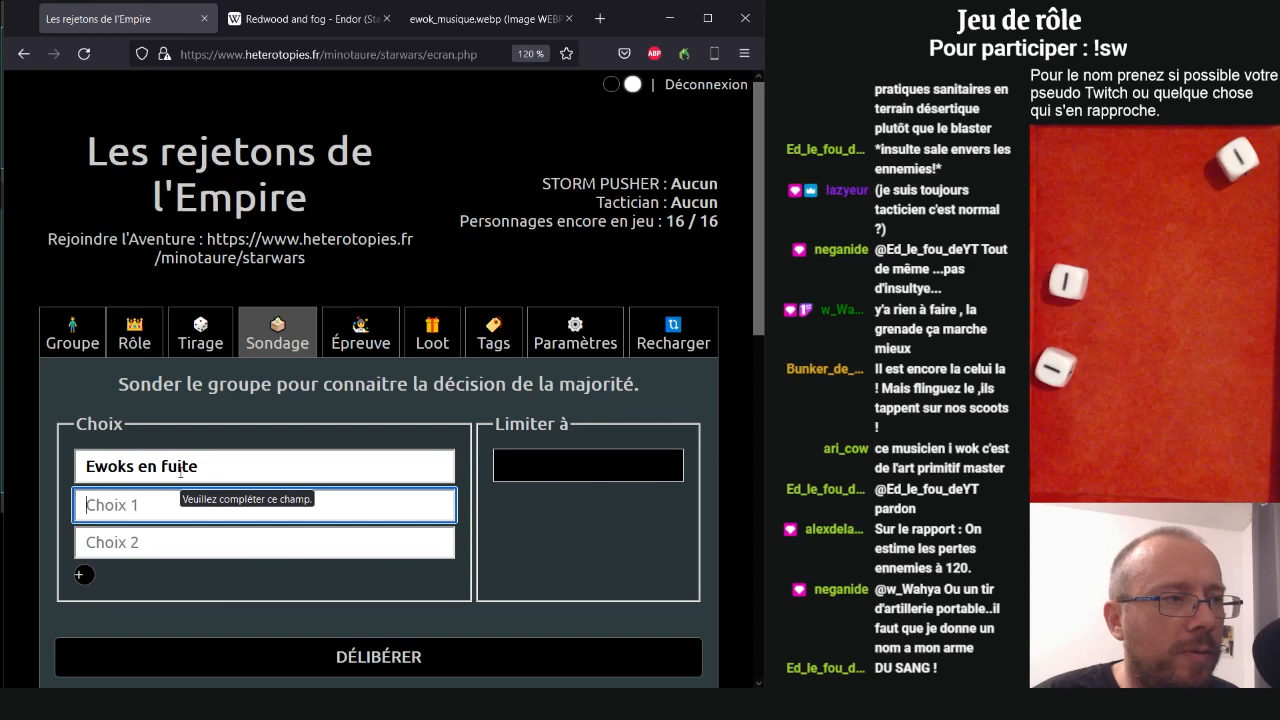 Les rejetons de l'Empire
Redwood and fog - Endor (Sta
ewok_musique.webp (Image WEBP
https://www.heterotopies.fr/minotaure/starwars/ecran.php
120 %
| Déconnexion
Les rejetons de
l'Empire
Rejoindre l'Aventure : https://www.heterotopies.fr
/minotaure/starwars
STORM PUSHER : Aucun
Tactician : Aucun
Personnages encore en jeu : 16 / 16
Groupe
Rôle
Tirage
Sondage
Épreuve
Loot
Tags
Paramètres
Recharger
Sonder le groupe pour connaitre la décision de la majorité.
Choix
Ewoks en fuite
Choix 1
Veuillez compléter ce champ.
Choix 2
+
Limiter à
DÉLIBÉRER
pratiques sanitaires en
terrain désertique
plutôt que le blaster
Ed_le_fou_d... *insulte sale envers les
ennemies!*
lazyeur (je suis toujours
tacticien c'est normal
?)
neganide @Ed_le_fou_deYT Tout
de même ...pas
d'insultye...
w_Wa... y'a rien à faire , la
grenade ça marche
mieux
Bunker_de_... Il est encore la celui la
! Mais flinguez le ,ils
tappent sur nos scoots
!
ari_cow ce musicien i wok c'est
de l'art primitif master
Ed_le_fou_d... @Ed_le_fou_deYT
pardon
alexdela... Sur le rapport : On
estime les pertes
ennemies à 120.
neganide @w_Wahya Ou un tir
d'artillerie portable..il
faut que je donne un
nom a mon arme
Ed_le_fou_d... DU SANG !
Jeu de rôle
Pour participer : !sw
Pour le nom prenez si possible votre
pseudo Twitch ou quelque chose
qui s'en rapproche.